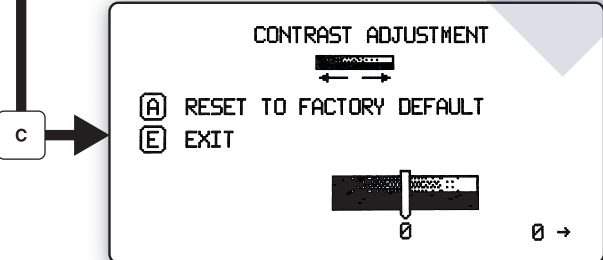 CONTRAST ADJUSTMENT
A RESET TO FACTORY DEFAULT
C
E EXIT
0
0 →